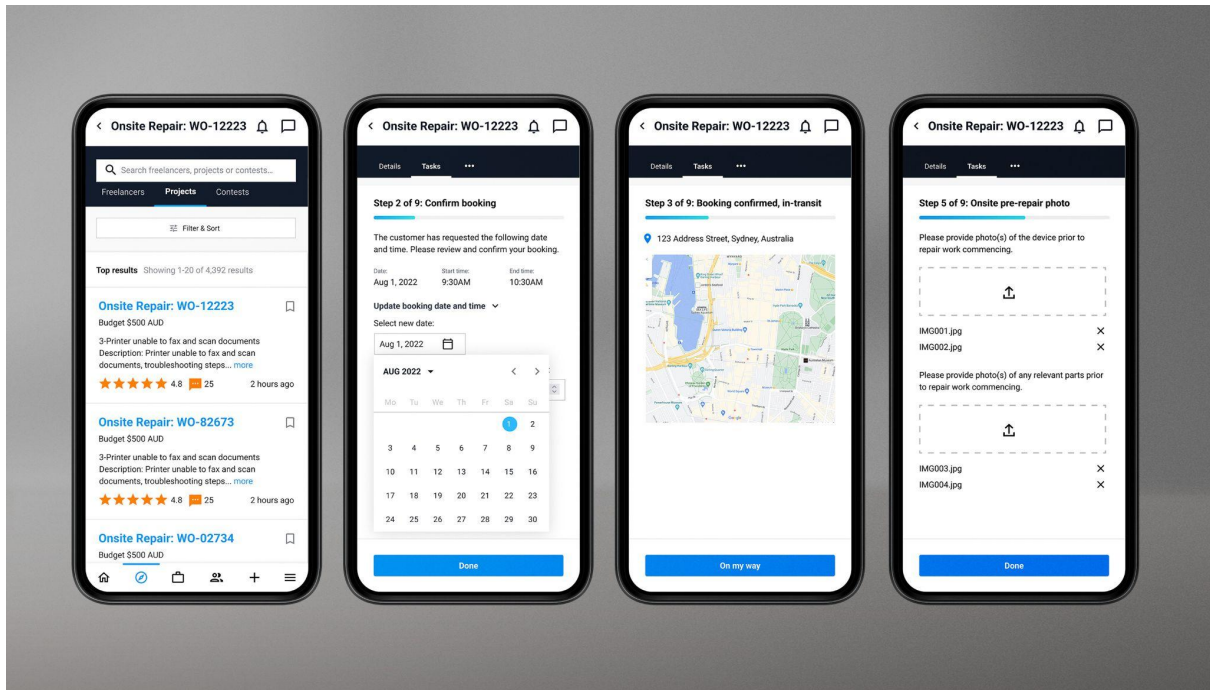 Onsite Repair: WO-12223
Search freelancers, projects or contests...
Freelancers Projects Contests
Filter & Sort
Top results Showing 1-20 of 4,392 results
Onsite Repair: WO-12223
Budget $500 AUD
3-Printer unable to fax and scan documents
Description: Printer unable to fax and scan
documents, troubleshooting steps... more
4.8 25 2 hours ago
Onsite Repair: WO-82673
Budget $500 AUD
3-Printer unable to fax and scan documents
Description: Printer unable to fax and scan
documents, troubleshooting steps... more
4.8 25 2 hours ago
Onsite Repair: WO-02734
Budget $500 AUD
Onsite Repair: WO-12223
Details Tasks
Step 2 of 9: Confirm booking
The customer has requested the following date
and time. Please review and confirm your booking.
Date: Start time: End time:
Aug 1, 2022 9:30AM 10:30AM
Update booking date and time
Select new date:
Aug 1, 2022
AUG 2022
Mo Tu We Th Fr Sa Su
1 2
3 4 5 6 7 8 9
10 11 12 13 14 15 16
17 18 19 20 21 22 23
24 25 26 27 28 29 30
Done
Onsite Repair: WO-12223
Details Tasks
Step 3 of 9: Booking confirmed, in-transit
123 Address Street, Sydney, Australia
Google
On my way
Onsite Repair: WO-12223
Details Tasks
Step 5 of 9: Onsite pre-repair photo
Please provide photo(s) of the device prior to
repair work commencing.
IMG001.jpg
IMG002.jpg
Please provide photo(s) of any relevant parts prior
to repair work commencing.
IMG003.jpg
IMG004.jpg
Done